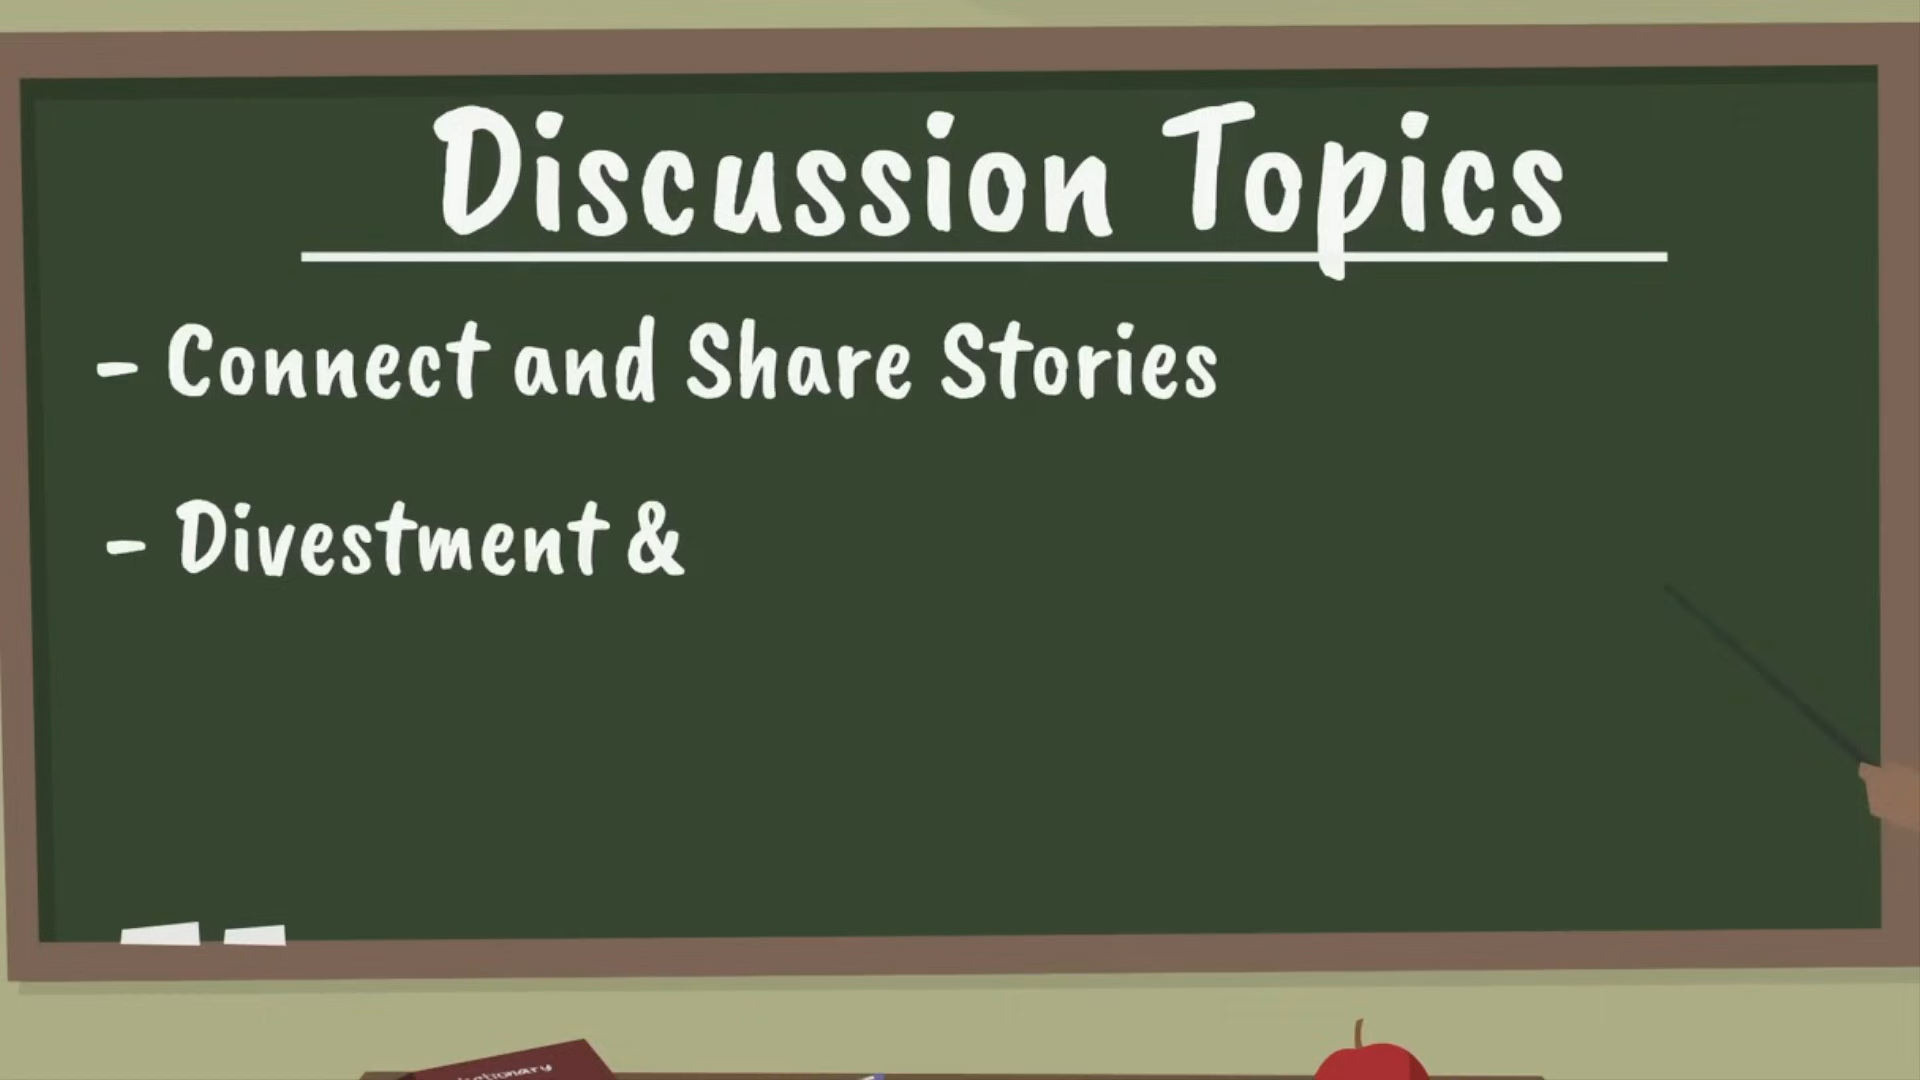 Discussion Topics
- Connect and Share Stories
- Divestment &